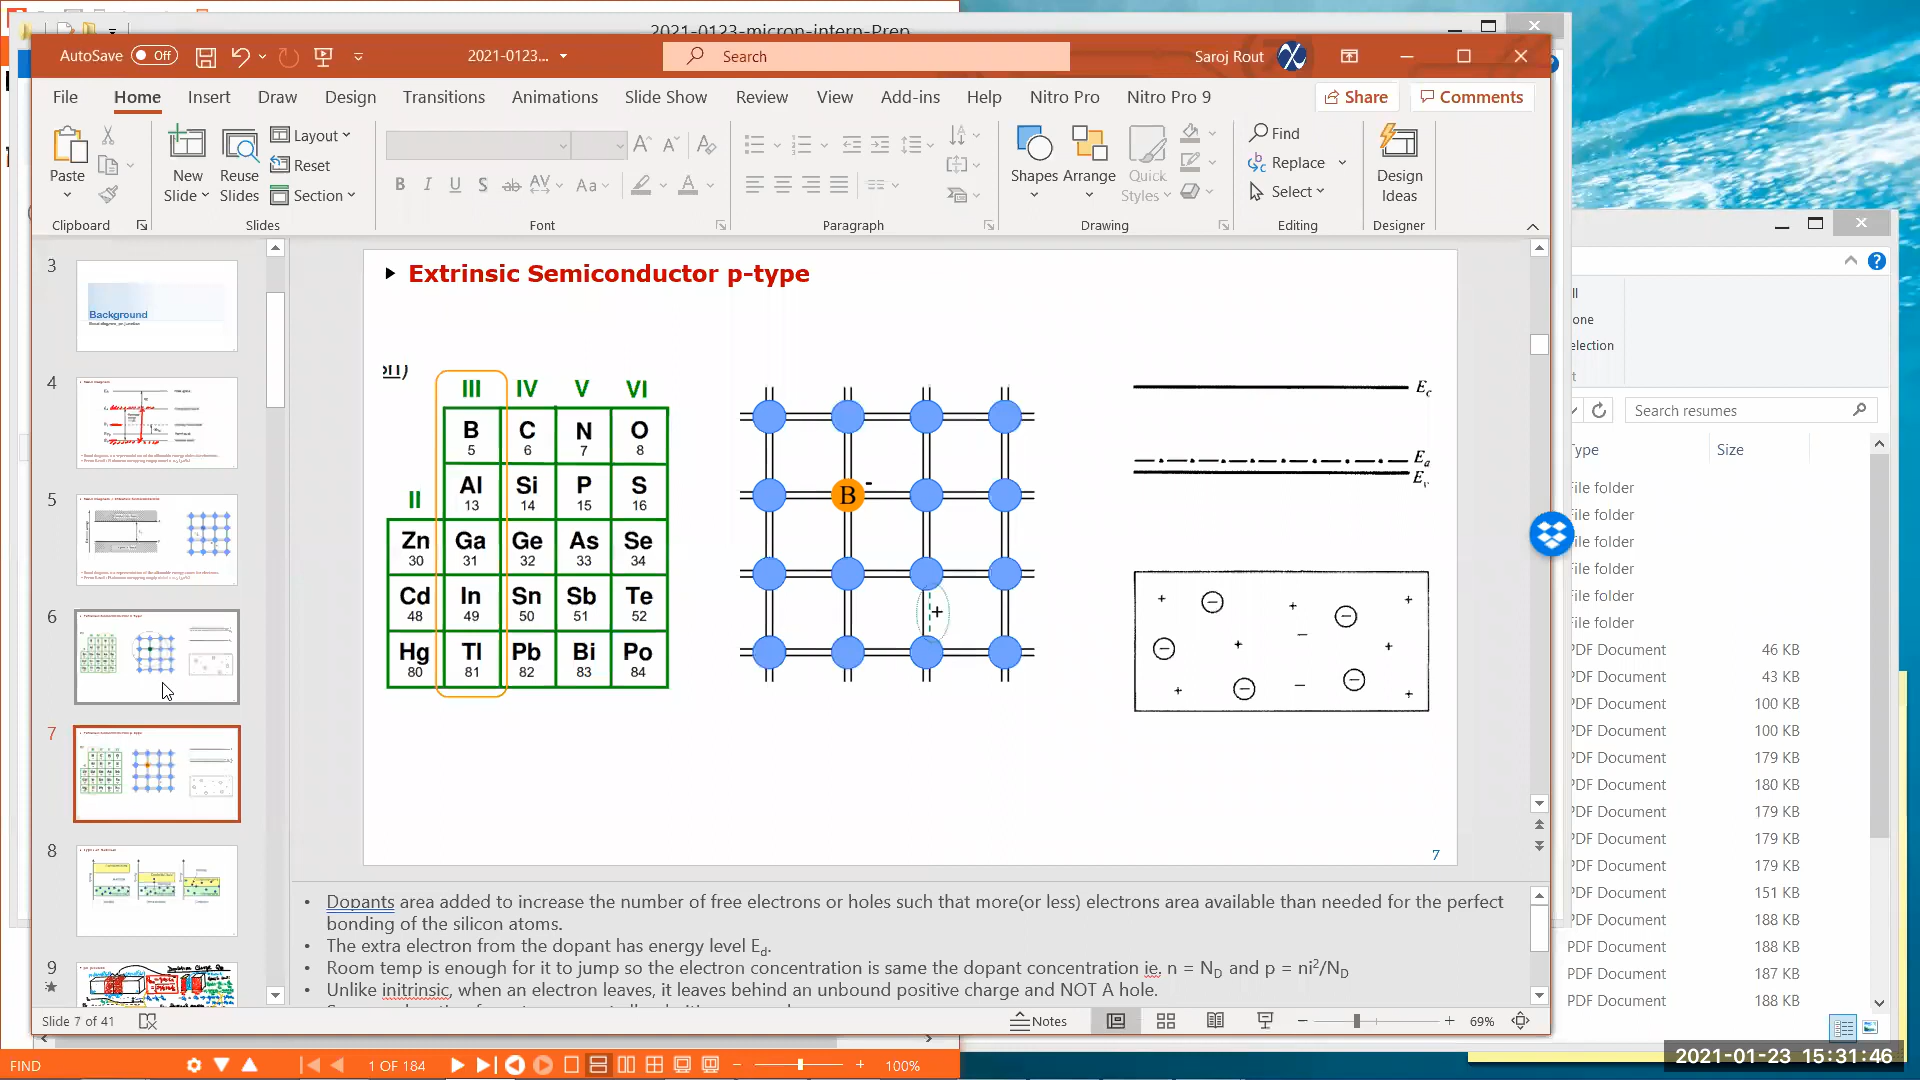 2021-0123-micron-intern-Prep
AutoSave Off
2021-0123...
Search
Saroj Rout
File Home Insert Draw Design Transitions Animations Slide Show Review View Add-ins Help Nitro Pro Nitro Pro 9
Share
Comments
Paste
New Slide
Reuse Slides
Layout
Reset
Section
Shapes
Arrange
Quick Styles
Find
Replace
Select
Design Ideas
Clipboard
Slides
Font
Paragraph
Drawing
Editing
Designer
3
Background
4
5
6
7
8
9
Extrinsic Semiconductor p-type
III IV V VI
B C N O
5 6 7 8
II
Al Si P S
13 14 15 16
Zn Ga Ge As Se
30 31 32 33 34
Cd In Sn Sb Te
48 49 50 51 52
Hg Tl Pb Bi Po
80 81 82 83 84
B -
+
Ec
Ea
Ev
7
Dopants area added to increase the number of free electrons or holes such that more(or less) electrons area available than needed for the perfect
bonding of the silicon atoms.
The extra electron from the dopant has energy level Ed.
Room temp is enough for it to jump so the electron concentration is same the dopant concentration ie. n = ND and p = ni²/ND
Unlike initrinsic, when an electron leaves, it leaves behind an unbound positive charge and NOT A hole.
Slide 7 of 41
Notes
69%
Search resumes
Type Size
File folder
File folder
File folder
File folder
File folder
File folder
PDF Document 46 KB
PDF Document 43 KB
PDF Document 100 KB
PDF Document 100 KB
PDF Document 179 KB
PDF Document 180 KB
PDF Document 179 KB
PDF Document 179 KB
PDF Document 179 KB
PDF Document 151 KB
PDF Document 188 KB
PDF Document 188 KB
PDF Document 187 KB
PDF Document 188 KB
FIND
1 OF 184
100%
2021-01-23 15:31:46